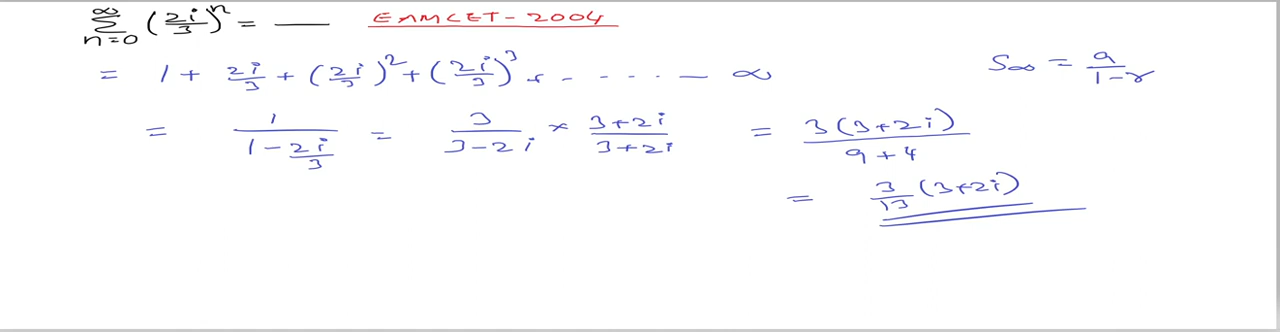 ∞∑n=0 (2i/3)^n = —— EAMCET-2004
= 1 + 2i/3 + (2i/3)^2 + (2i/3)^3 + - - - - - - - ∞ S∞ = a/(1-r)
= 1/(1 - 2i/3) = 3/(3-2i) × (3+2i)/(3+2i) = 3(3+2i)/(9+4)
= 3/13 (3+2i)